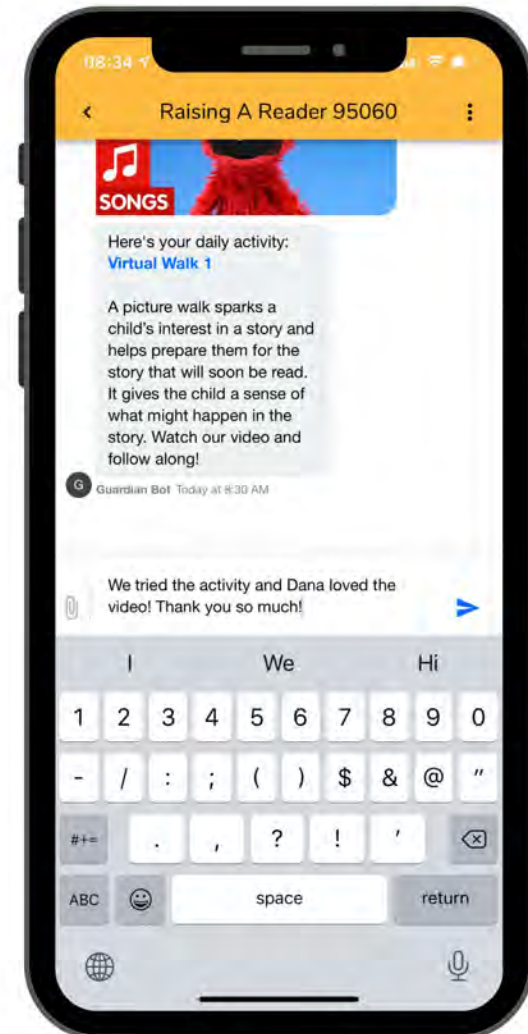 08:34
Raising A Reader 95060
SONGS
Here's your daily activity:
Virtual Walk 1
A picture walk sparks a
child's interest in a story and
helps prepare them for the
story that will soon be read.
It gives the child a sense of
what might happen in the
story. Watch our video and
follow along!
G Guardian Bot Today at 8:30 AM
We tried the activity and Dana loved the
video! Thank you so much!
I We Hi
1 2 3 4 5 6 7 8 9 0
- / : ; ( ) $ & @ "
#+= . , ? ! '
ABC space return